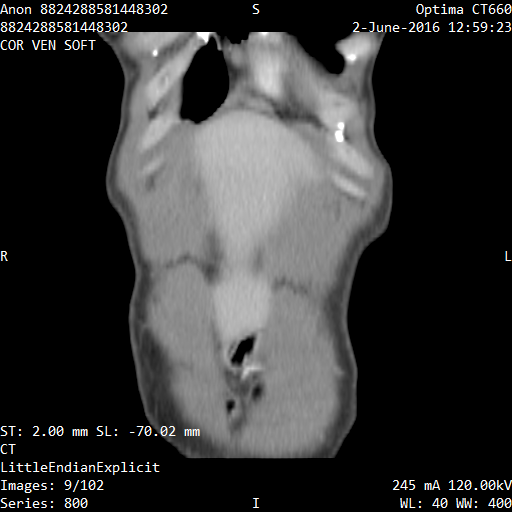 Anon 8824288581448302 S Optima CT660
8824288581448302 2-June-2016 12:59:23
COR VEN SOFT
R L
ST: 2.00 mm SL: -70.02 mm
CT
LittleEndianExplicit
Images: 9/102 245 mA 120.00kV
Series: 800 I WL: 40 WW: 400